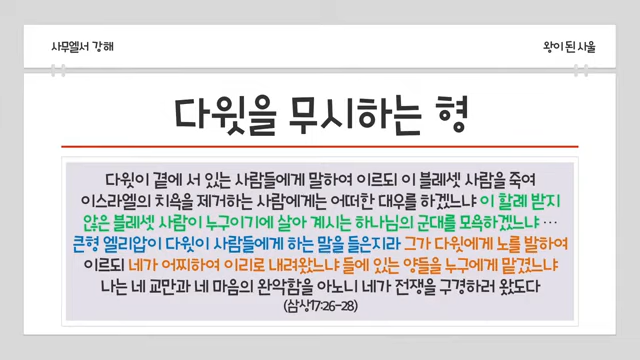 사무엘서 강해
왕이 된 사울
다윗을 무시하는 형
다윗이 곁에 서 있는 사람들에게 말하여 이르되 이 블레셋 사람을 죽여
이스라엘의 치욕을 제거하는 사람에게는 어떠한 대우를 하겠느냐 이 할례 받지
않은 블레셋 사람이 누구이기에 살아 계시는 하나님의 군대를 모욕하겠느냐 …
큰형 엘리압이 다윗이 사람들에게 하는 말을 들은지라 그가 다윗에게 노를 발하여
이르되 네가 어찌하여 이리로 내려왔느냐 들에 있는 양들을 누구에게 맡겼느냐
나는 네 교만과 네 마음의 완악함을 아노니 네가 전쟁을 구경하러 왔도다
(삼상17:26-28)